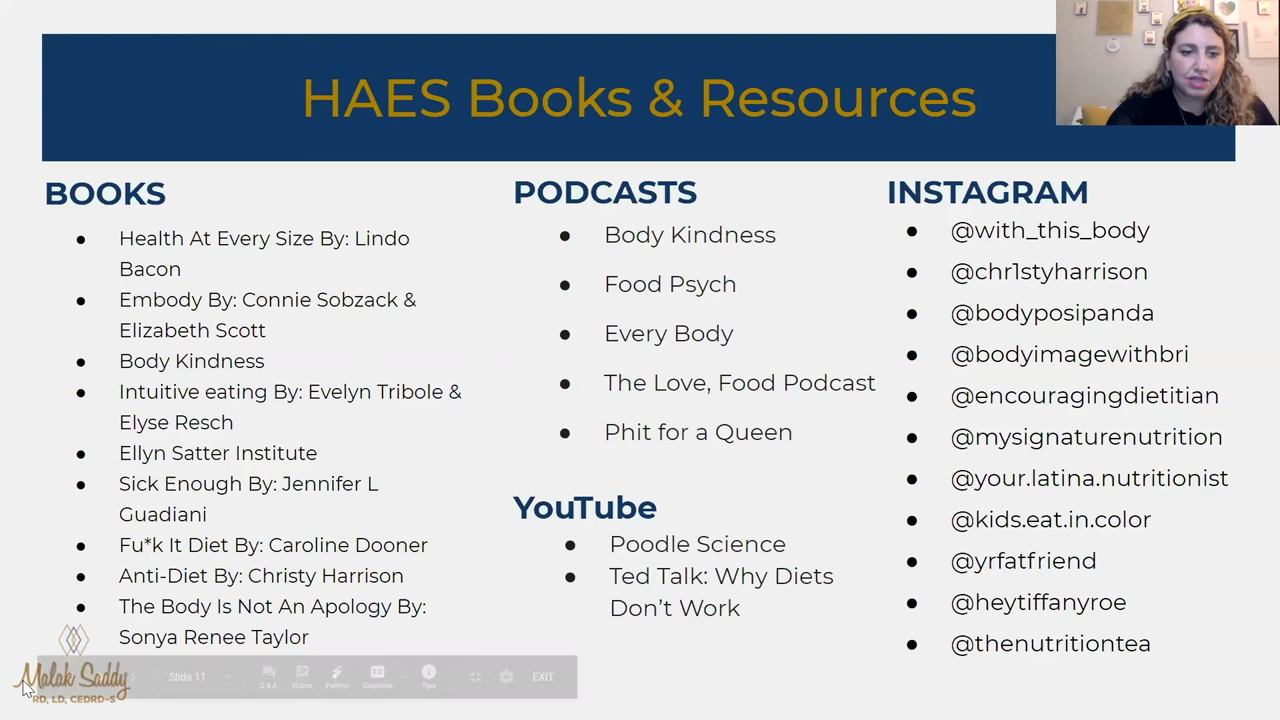 HAES Books & Resources
BOOKS
Health At Every Size By: Lindo
Bacon
Embody By: Connie Sobzack &
Elizabeth Scott
Body Kindness
Intuitive eating By: Evelyn Tribole &
Elyse Resch
Ellyn Satter Institute
Sick Enough By: Jennifer L
Guadiani
Fu*k It Diet By: Caroline Dooner
Anti-Diet By: Christy Harrison
The Body Is Not An Apology By:
Sonya Renee Taylor
PODCASTS
Body Kindness
Food Psych
Every Body
The Love, Food Podcast
Phit for a Queen
YouTube
Poodle Science
Ted Talk: Why Diets
Don’t Work
INSTAGRAM
@with_this_body
@chr1styharrison
@bodyposipanda
@bodyimagewithbri
@encouragingdietitian
@mysignaturenutrition
@your.latina.nutritionist
@kids.eat.in.color
@yrfatfriend
@heytiffanyroe
@thenutritiontea
Malak Saddy
RD, LD, CEDRD-S
Slide 11
Q & A
Notes
Pointer
Captions
Tips
EXIT